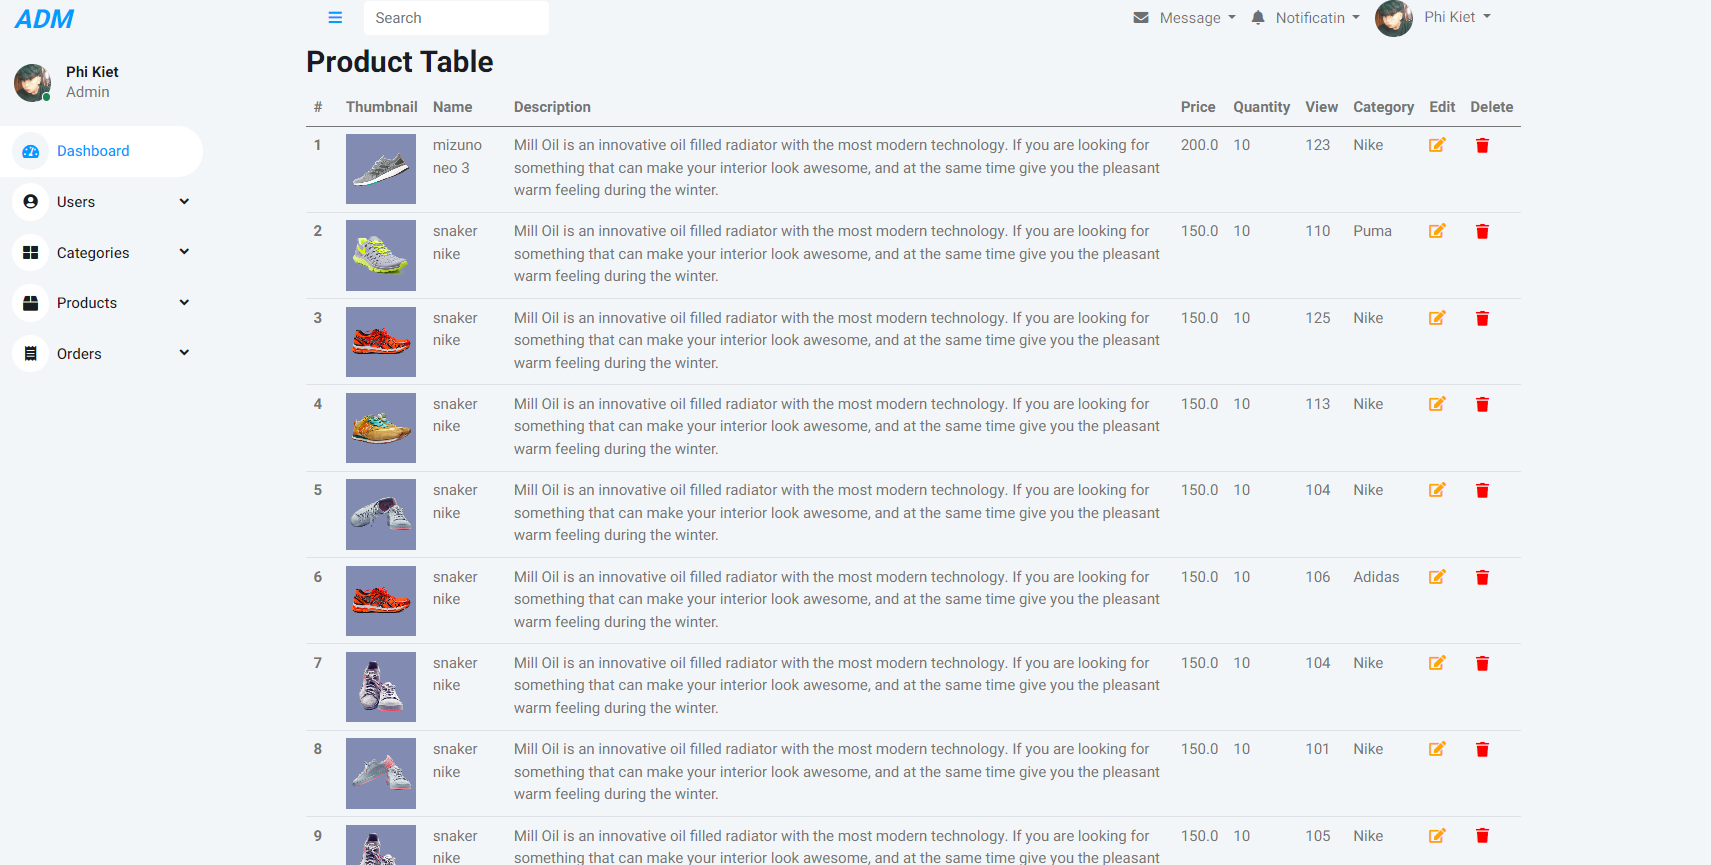 ADM
Search
Message
Notificatin
Phi Kiet
Phi Kiet
Admin
Dashboard
Users
Categories
Products
Orders
Product Table
# Thumbnail Name Description Price Quantity View Category Edit Delete
1 mizuno Mill Oil is an innovative oil filled radiator with the most modern technology. If you are looking for 200.0 10 123 Nike
neo 3 something that can make your interior look awesome, and at the same time give you the pleasant
warm feeling during the winter.
2 snaker Mill Oil is an innovative oil filled radiator with the most modern technology. If you are looking for 150.0 10 110 Puma
nike something that can make your interior look awesome, and at the same time give you the pleasant
warm feeling during the winter.
3 snaker Mill Oil is an innovative oil filled radiator with the most modern technology. If you are looking for 150.0 10 125 Nike
nike something that can make your interior look awesome, and at the same time give you the pleasant
warm feeling during the winter.
4 snaker Mill Oil is an innovative oil filled radiator with the most modern technology. If you are looking for 150.0 10 113 Nike
nike something that can make your interior look awesome, and at the same time give you the pleasant
warm feeling during the winter.
5 snaker Mill Oil is an innovative oil filled radiator with the most modern technology. If you are looking for 150.0 10 104 Nike
nike something that can make your interior look awesome, and at the same time give you the pleasant
warm feeling during the winter.
6 snaker Mill Oil is an innovative oil filled radiator with the most modern technology. If you are looking for 150.0 10 106 Adidas
nike something that can make your interior look awesome, and at the same time give you the pleasant
warm feeling during the winter.
7 snaker Mill Oil is an innovative oil filled radiator with the most modern technology. If you are looking for 150.0 10 104 Nike
nike something that can make your interior look awesome, and at the same time give you the pleasant
warm feeling during the winter.
8 snaker Mill Oil is an innovative oil filled radiator with the most modern technology. If you are looking for 150.0 10 101 Nike
nike something that can make your interior look awesome, and at the same time give you the pleasant
warm feeling during the winter.
9 snaker Mill Oil is an innovative oil filled radiator with the most modern technology. If you are looking for 150.0 10 105 Nike
nike something that can make your interior look awesome, and at the same time give you the pleasant